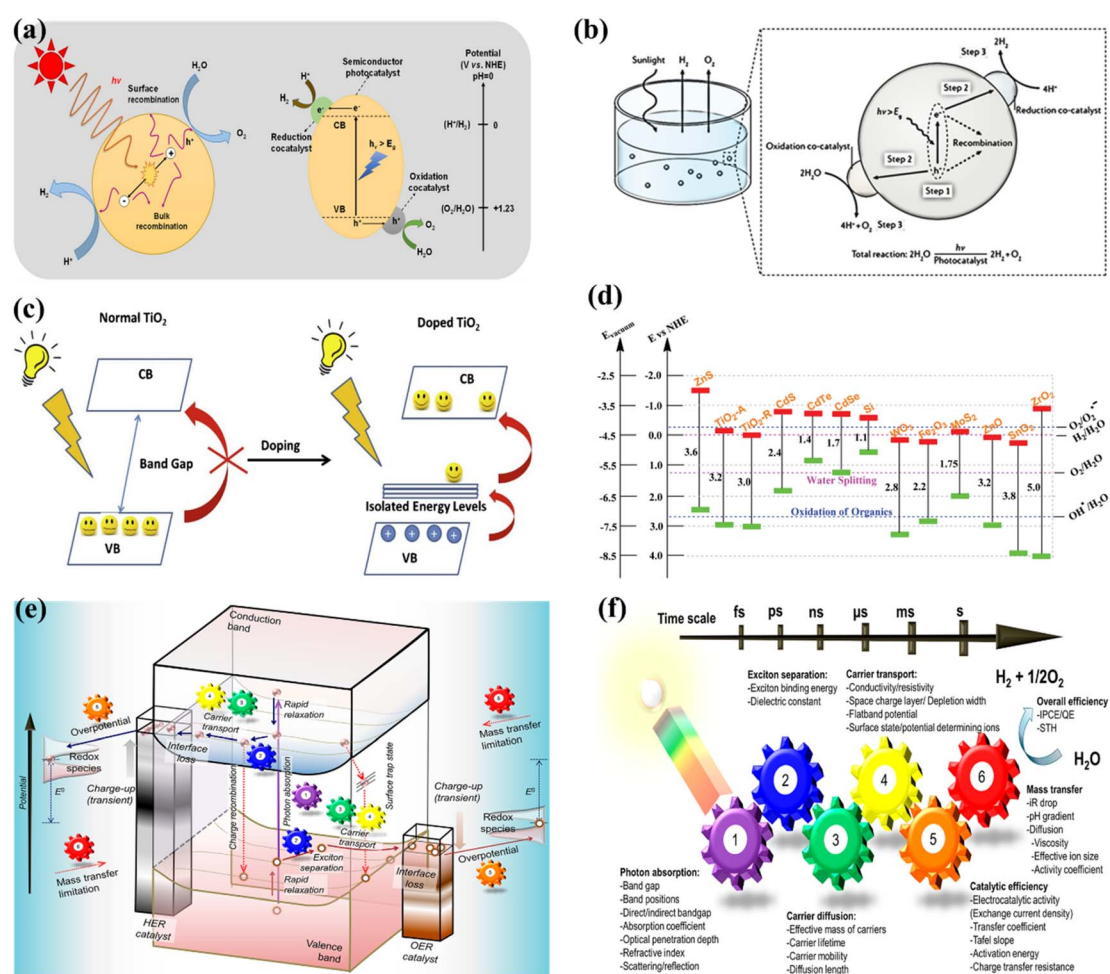 (a)
hν
Surface
recombination
H₂O
h⁺
O₂
H₂
H⁺
Bulk
recombination
Semiconductor
photocatalyst
H⁺
H₂
e⁻
e⁻
Reduction
cocatalyst
CB
hᵥ > E₉
Oxidation
cocatalyst
VB
h⁺
h⁺
O₂
H₂O
Potential
(V vs. NHE)
pH=0
(H⁺/H₂)
0
(O₂/H₂O)
+1.23
(b)
Sunlight
H₂
O₂
2H₂
Step 3
4H⁺
Reduction co-catalyst
Step 2
hν>E₉
e⁻
Recombination
Oxidation co-catalyst
Step 2
2H₂O
h⁺
Step 1
4H⁺+O₂
Step 3
Total reaction: 2H₂O hν 2H₂+O₂
Photocatalyst
(c)
Normal TiO₂
CB
Band Gap
VB
Doping
Doped TiO₂
CB
Isolated Energy Levels
+ + + +
VB
(d)
Evacuum
E vs NHE
-2.5
-3.5
-4.5
-5.5
-6.5
-7.5
-8.5
-2.0
-1.0
0.0
1.0
2.0
3.0
4.0
ZnS
TiO₂-A
TiO₂-R
CdS
CdTe
CdSe
Si
WO₃
Fe₂O₃
MoS₂
ZnO
SnO₂
ZrO₂
3.6
3.2
3.0
2.4
1.4
1.7
1.1
2.8
2.2
1.75
3.2
3.8
5.0
O₂/O₂•⁻
H₂/H₂O
O₂/H₂O
OH•/H₂O
Water Splitting
Oxidation of Organics
(e)
Conduction
band
Potential
5
Overpotential
Redox
species
E⁰
Charge-up
(transient)
6
Mass transfer
limitation
HER
catalyst
Interface
loss
4
3
Carrier
transport
2
Rapid
relaxation
Charge recombination
Photon absorption
Surface trap state
1
3
4
Carrier
transport
2
Exciton
separation
Rapid
relaxation
Valence
band
6
Mass transfer
limitation
Charge-up
(transient)
E⁰
Redox
species
Overpotential
5
Interface
loss
OER
catalyst
(f)
Time scale
fs
ps
ns
µs
ms
s
Exciton separation:
-Exciton binding energy
-Dielectric constant
Carrier transport:
-Conductivity/resistivity
-Space charge layer/ Depletion width
-Flatband potential
-Surface state/potential determining ions
H₂ + 1/2O₂
Overall efficiency
-IPCE/QE
-STH
H₂O
1
2
3
4
5
6
Mass transfer
-iR drop
-pH gradient
-Diffusion
-Viscosity
-Effective ion size
-Activity coefficient
Photon absorption:
-Band gap
-Band positions
-Direct/indirect bandgap
-Absorption coefficient
-Optical penetration depth
-Refractive index
-Scattering/reflection
Carrier diffusion:
-Effective mass of carriers
-Carrier lifetime
-Carrier mobility
-Diffusion length
Catalytic efficiency
-Electrocatalytic activity
(Exchange current density)
-Transfer coefficient
-Tafel slope
-Activation energy
-Charge transfer resistance